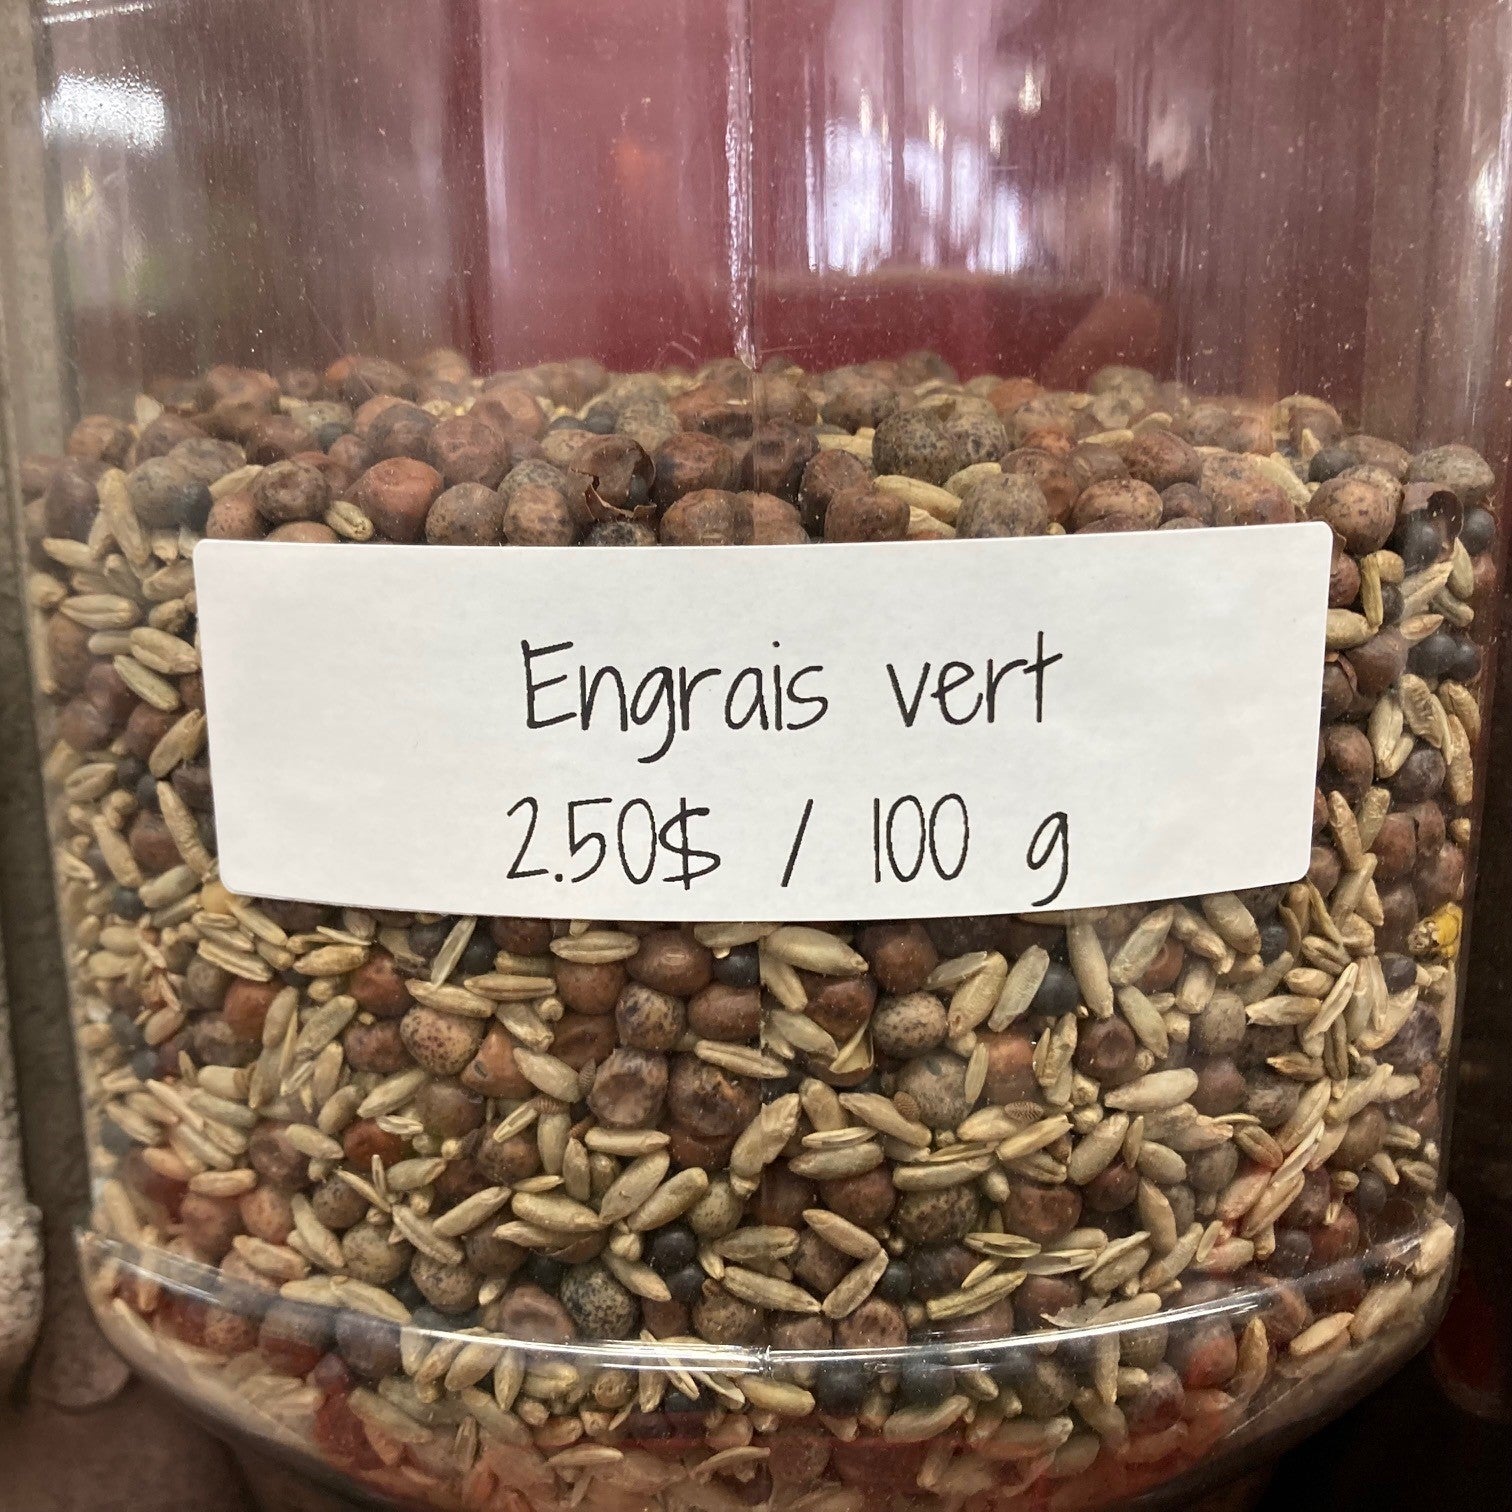 Engrais vert
2.50$ / 100 g